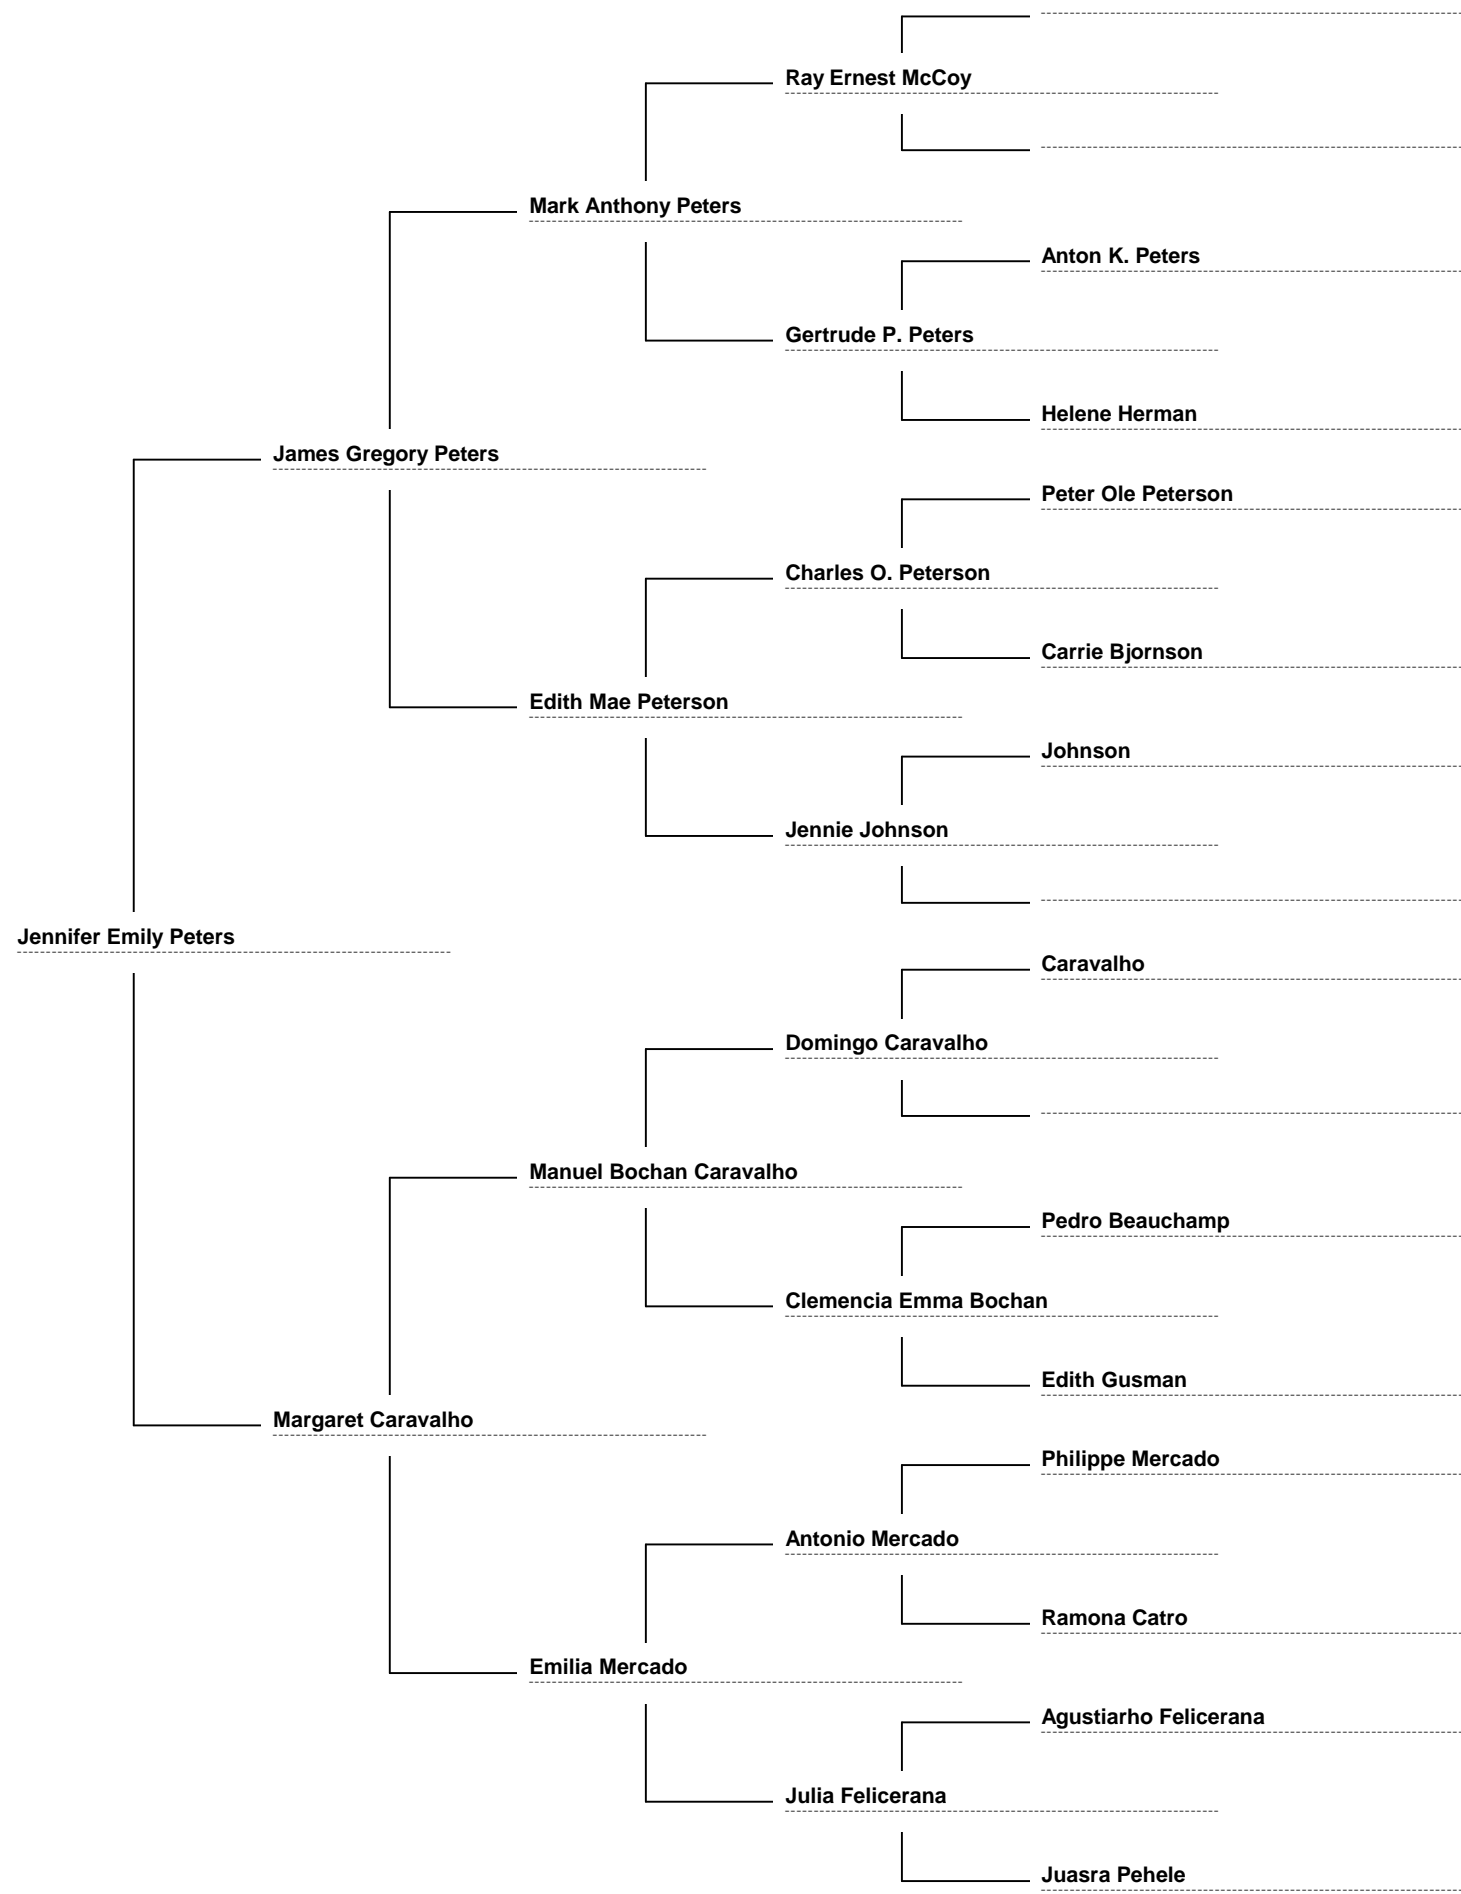 Ray Ernest McCoy
Mark Anthony Peters
Anton K. Peters
Gertrude P. Peters
Helene Herman
James Gregory Peters
Peter Ole Peterson
Charles O. Peterson
Carrie Bjornson
Edith Mae Peterson
Johnson
Jennie Johnson
Jennifer Emily Peters
Caravalho
Domingo Caravalho
Manuel Bochan Caravalho
Pedro Beauchamp
Clemencia Emma Bochan
Edith Gusman
Margaret Caravalho
Philippe Mercado
Antonio Mercado
Ramona Catro
Emilia Mercado
Agustiarho Felicerana
Julia Felicerana
Juasra Pehele